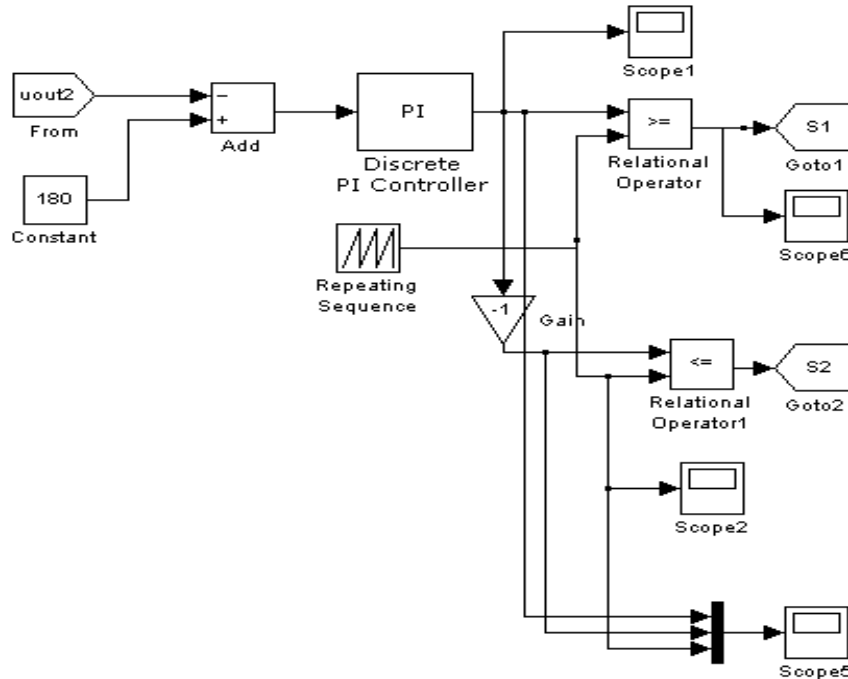 Scope1
uout2
From
−
+
Add
PI
Discrete
PI Controller
>=
Relational
Operator
S1
Goto1
180
Constant
Scope6
Repeating
Sequence
-1
Gain
<=
Relational
Operator1
S2
Goto2
Scope2
Scope5